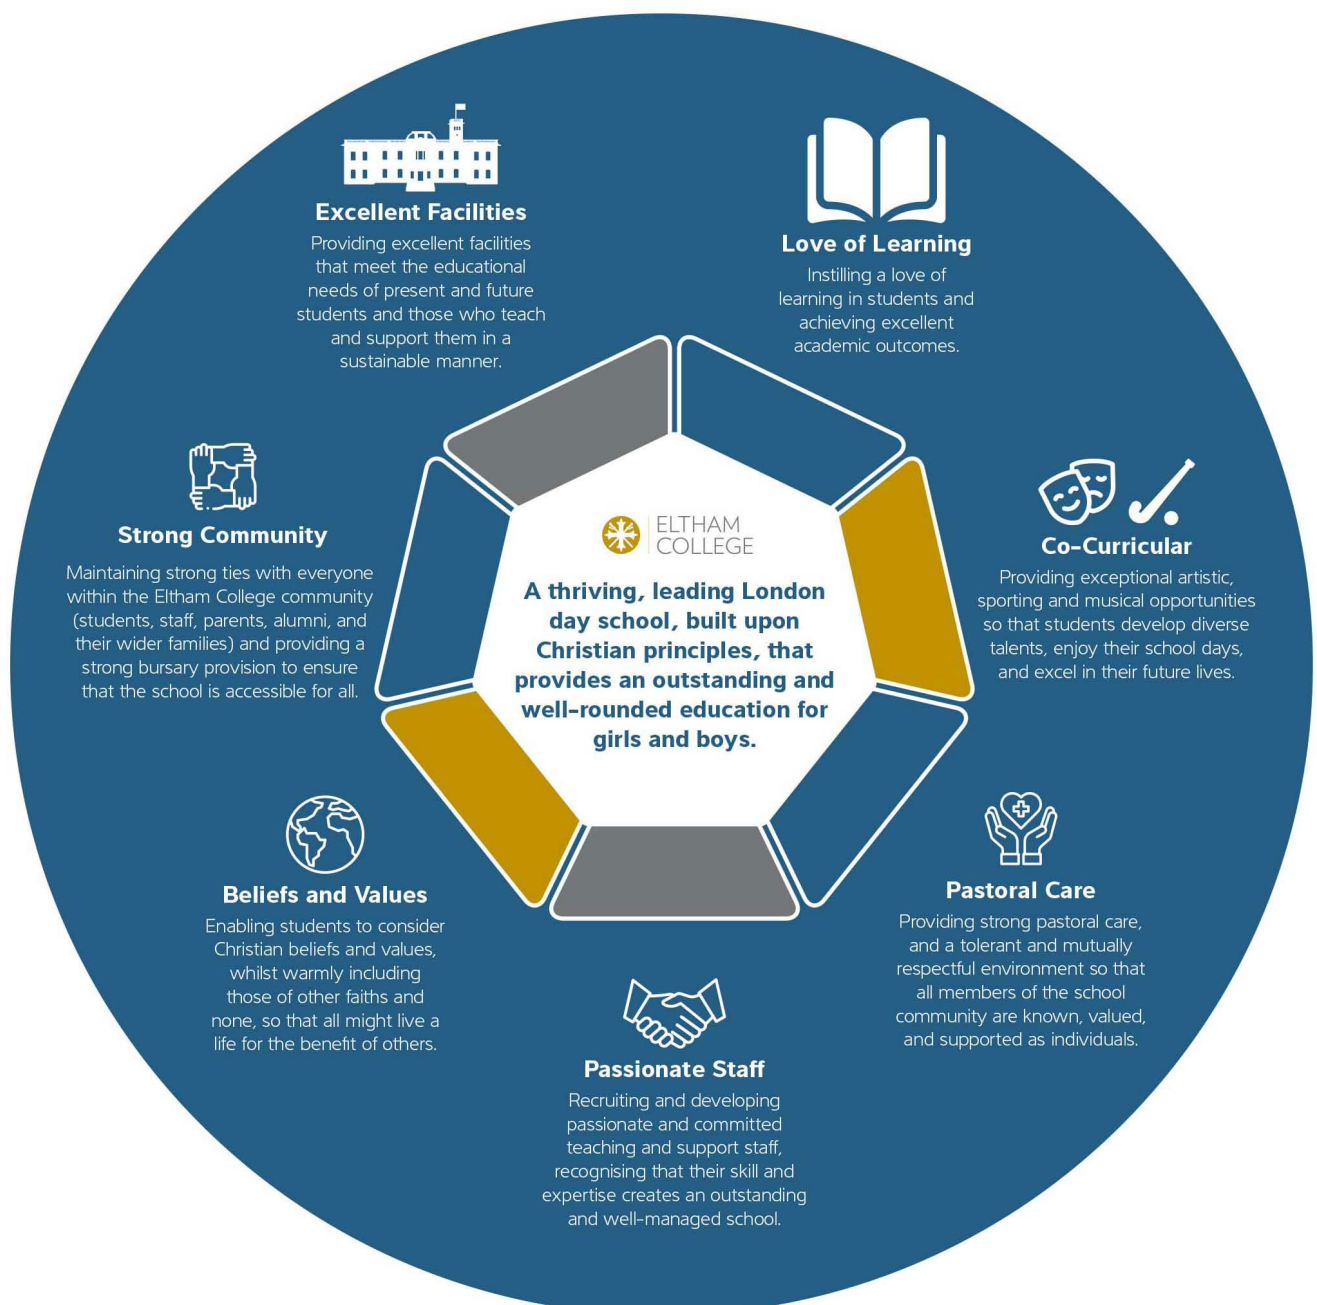 Excellent Facilities
Providing excellent facilities
that meet the educational
needs of present and future
students and those who teach
and support them in a
sustainable manner.
Love of Learning
Instilling a love of
learning in students and
achieving excellent
academic outcomes.
Strong Community
Maintaining strong ties with everyone
within the Eltham College community
(students, staff, parents, alumni, and
their wider families) and providing a
strong bursary provision to ensure
that the school is accessible for all.
ELTHAM
COLLEGE
A thriving, leading London
day school, built upon
Christian principles, that
provides an outstanding and
well-rounded education for
girls and boys.
Co-Curricular
Providing exceptional artistic,
sporting and musical opportunities
so that students develop diverse
talents, enjoy their school days,
and excel in their future lives.
Beliefs and Values
Enabling students to consider
Christian beliefs and values,
whilst warmly including
those of other faiths and
none, so that all might live a
life for the benefit of others.
Pastoral Care
Providing strong pastoral care,
and a tolerant and mutually
respectful environment so that
all members of the school
community are known, valued,
and supported as individuals.
Passionate Staff
Recruiting and developing
passionate and committed
teaching and support staff,
recognising that their skill and
expertise creates an outstanding
and well-managed school.